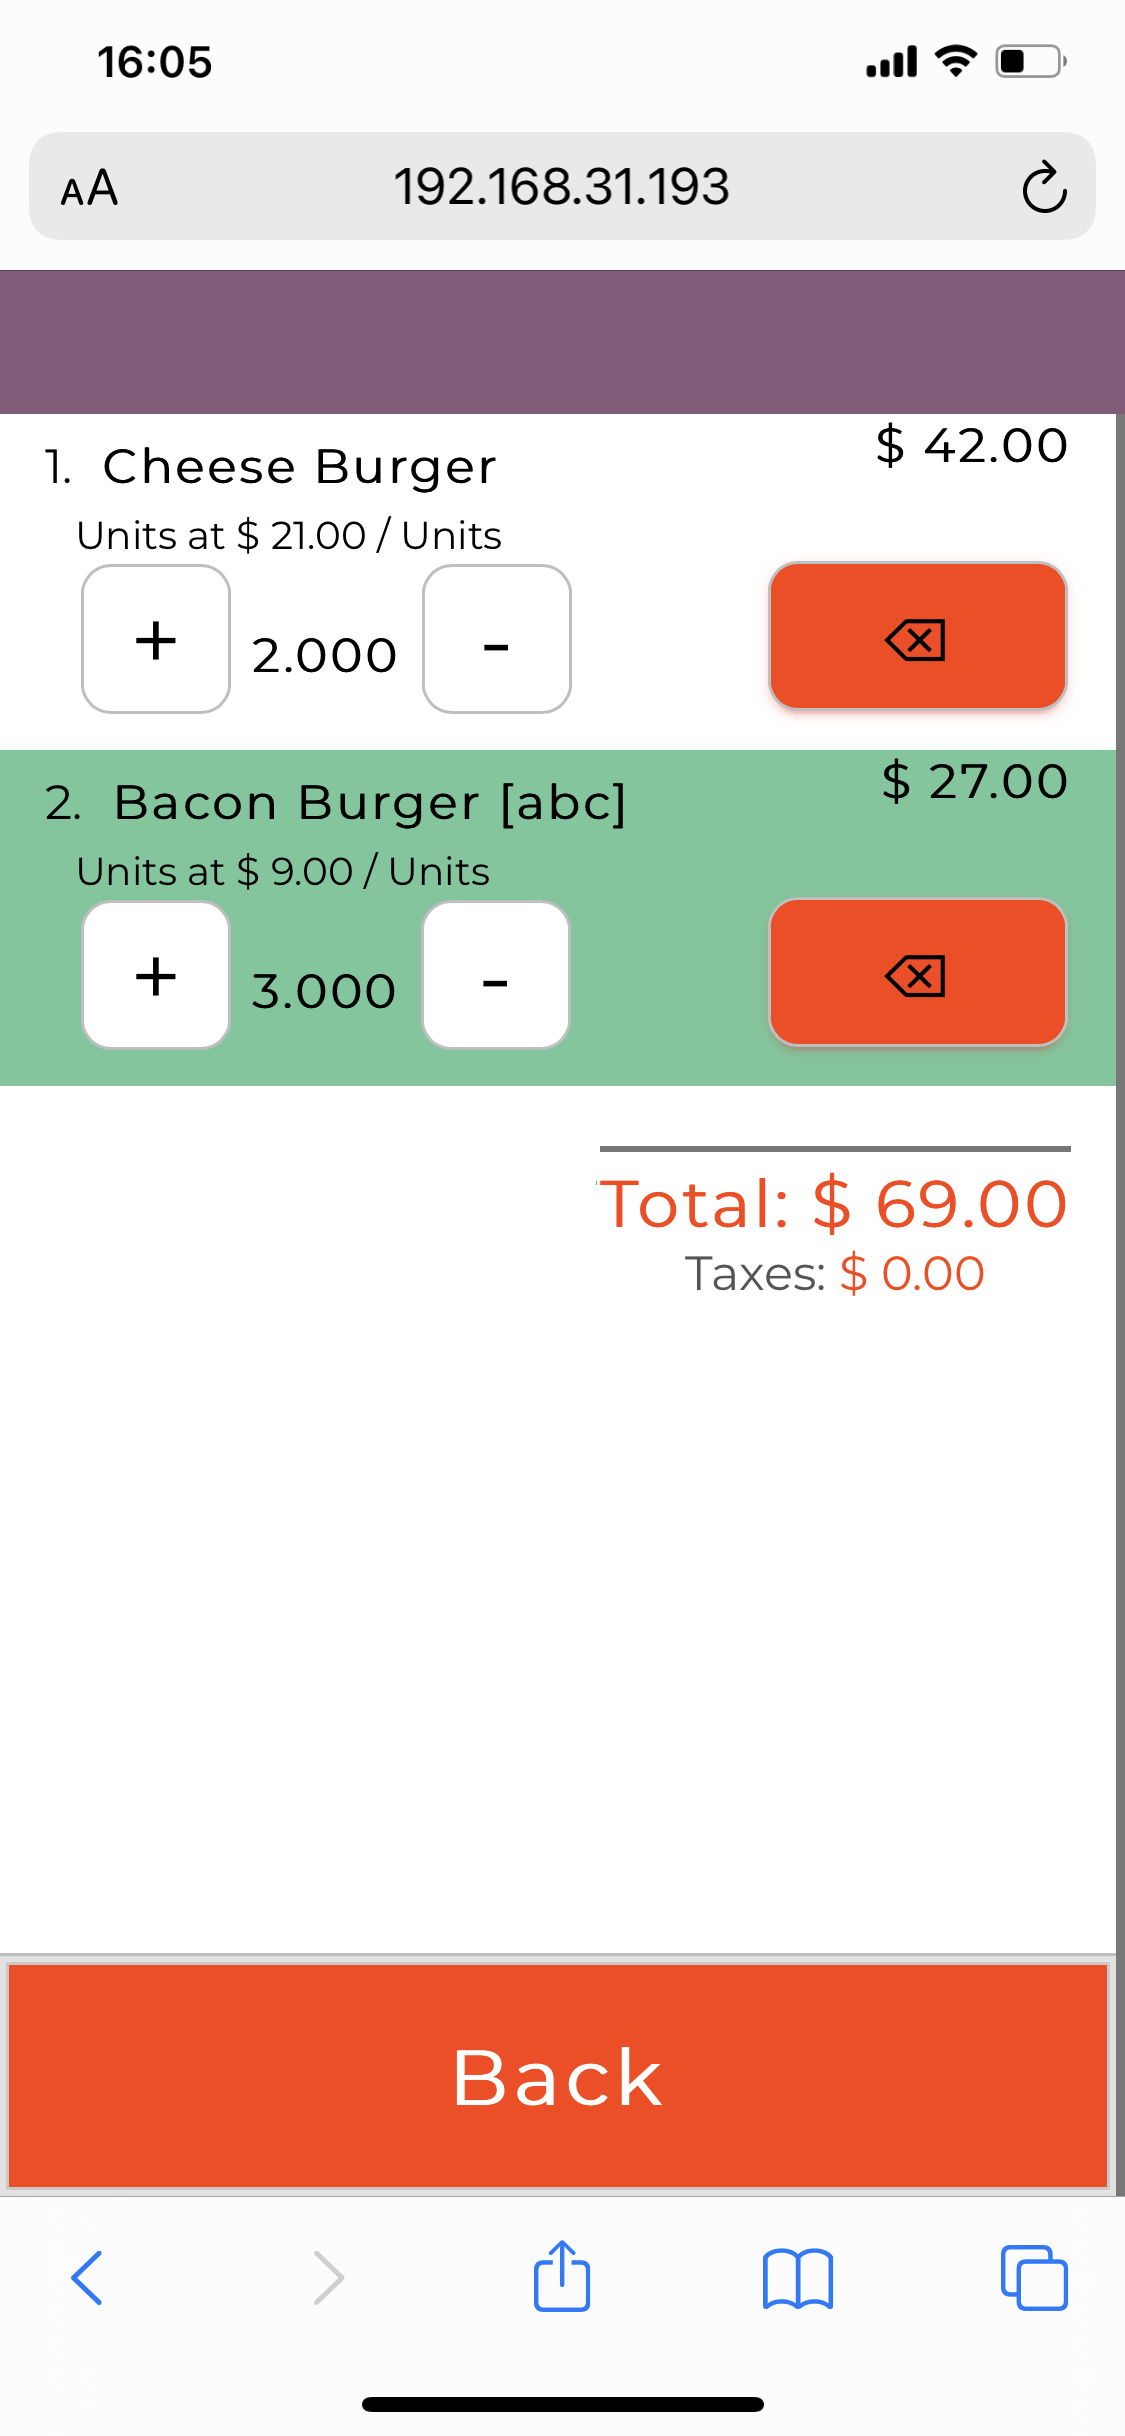 16:05
AA 192.168.31.193
1. Cheese Burger $ 42.00
Units at $ 21.00 / Units
+ 2.000 -
2. Bacon Burger [abc] $ 27.00
Units at $ 9.00 / Units
+ 3.000 -
Total: $ 69.00
Taxes: $ 0.00
Back